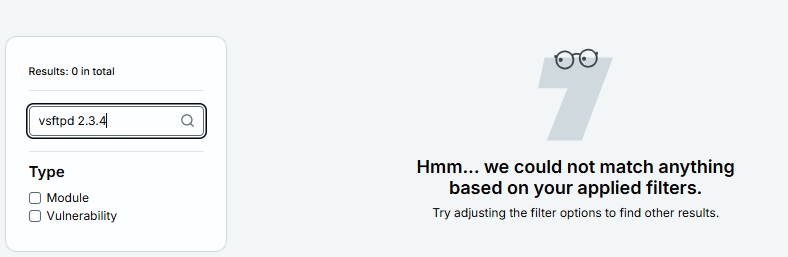 Results: 0 in total
vsftpd 2.3.4
Type
Module
Vulnerability
Hmm... we could not match anything
based on your applied filters.
Try adjusting the filter options to find other results.